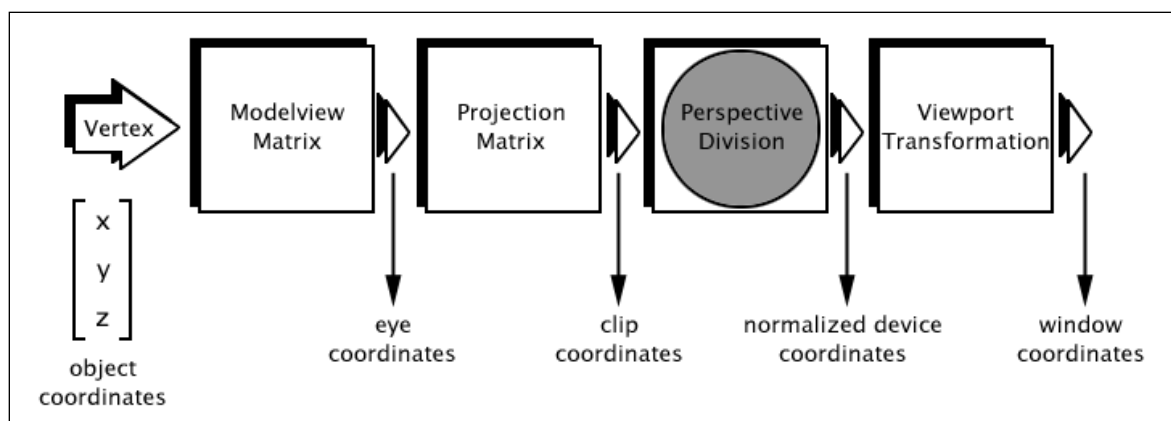 Vertex
Modelview
Matrix
Projection
Matrix
Perspective
Division
Viewport
Transformation
x
y
z
object
coordinates
eye
coordinates
clip
coordinates
normalized device
coordinates
window
coordinates